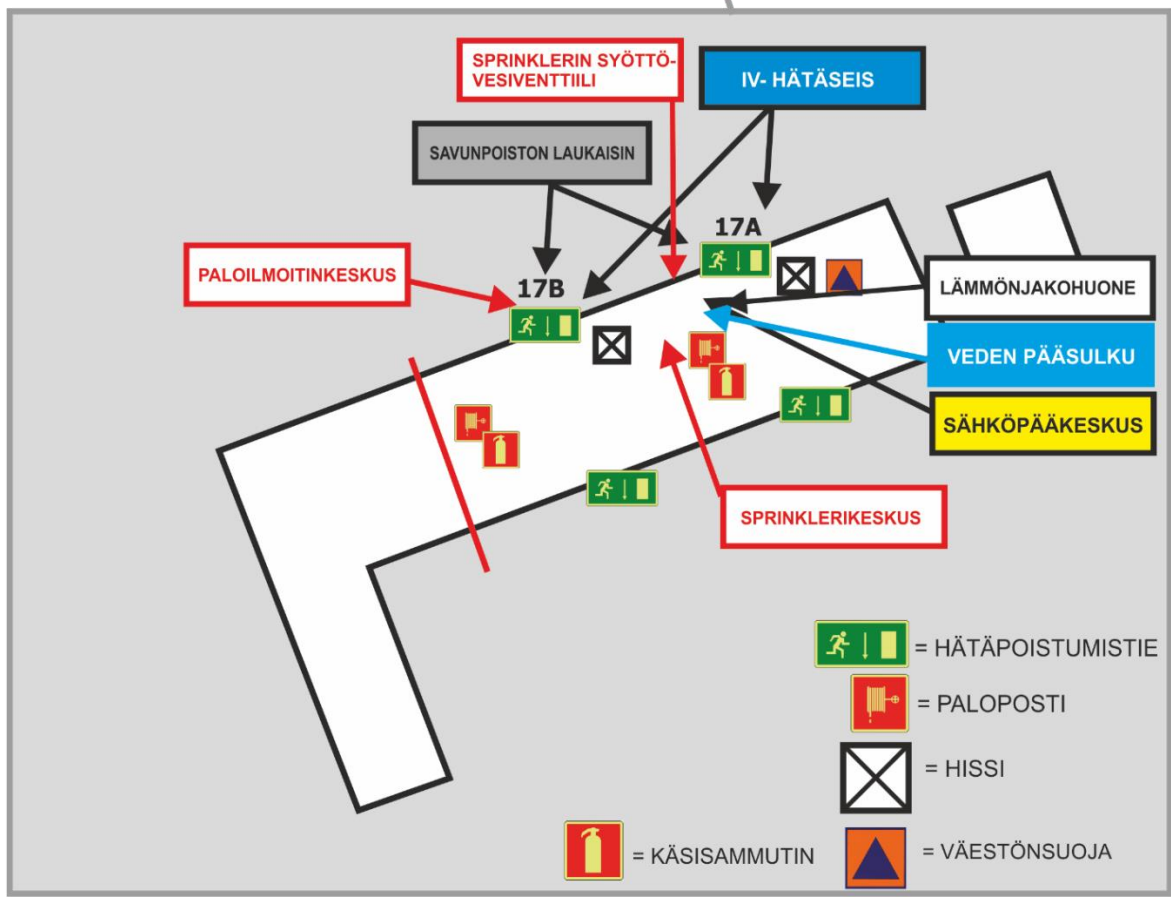 SPRINKLERIN SYÖTTÖ-
VESIVENTTIILI
IV- HÄTÄSEIS
SAVUNPOISTON LAUKAISIN
17A
PALOILMOITINKESKUS
17B
LÄMMÖNJAKOHUONE
VEDEN PÄÄSULKU
SÄHKÖPÄÄKESKUS
SPRINKLERIKESKUS
= HÄTÄPOISTUMISTIE
= PALOPOSTI
= HISSI
= KÄSISAMMUTIN
= VÄESTÖNSUOJA